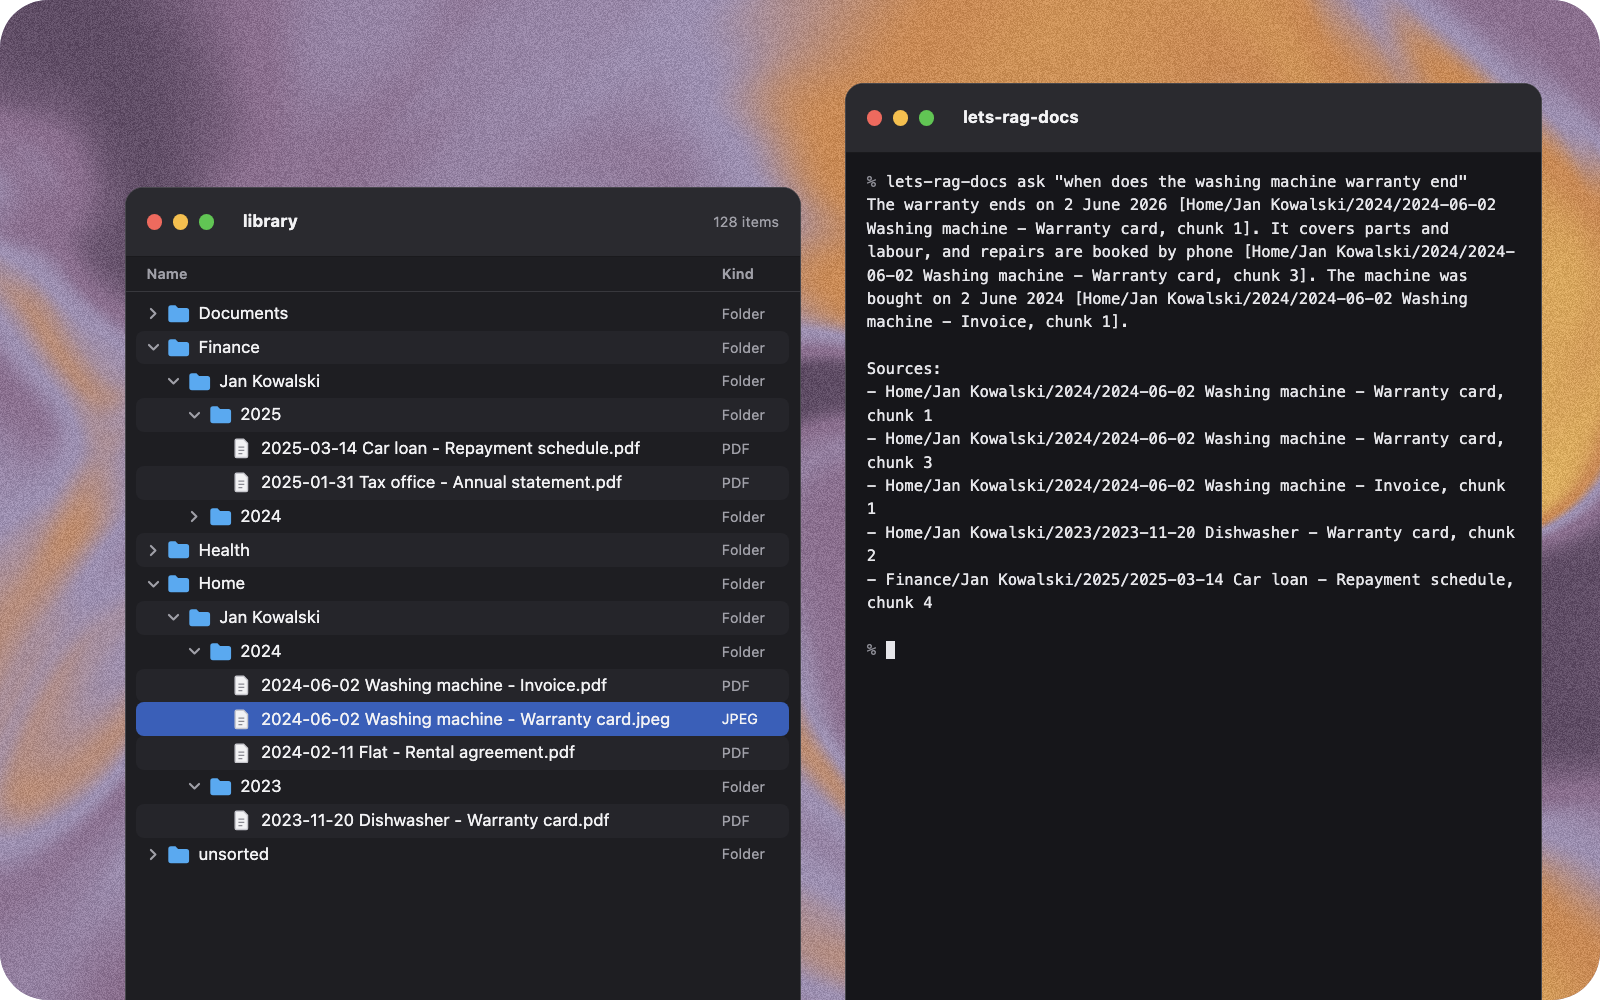 library
128 items
Name Kind
Documents Folder
Finance Folder
Jan Kowalski Folder
2025 Folder
2025-03-14 Car loan - Repayment schedule.pdf PDF
2025-01-31 Tax office - Annual statement.pdf PDF
2024 Folder
Health Folder
Home Folder
Jan Kowalski Folder
2024 Folder
2024-06-02 Washing machine - Invoice.pdf PDF
2024-06-02 Washing machine - Warranty card.jpeg JPEG
2024-02-11 Flat - Rental agreement.pdf PDF
2023 Folder
2023-11-20 Dishwasher - Warranty card.pdf PDF
unsorted Folder
lets-rag-docs
% lets-rag-docs ask "when does the washing machine warranty end"
The warranty ends on 2 June 2026 [Home/Jan Kowalski/2024/2024-06-02
Washing machine - Warranty card, chunk 1]. It covers parts and
labour, and repairs are booked by phone [Home/Jan Kowalski/2024/2024-
06-02 Washing machine - Warranty card, chunk 3]. The machine was
bought on 2 June 2024 [Home/Jan Kowalski/2024/2024-06-02 Washing
machine - Invoice, chunk 1].
Sources:
- Home/Jan Kowalski/2024/2024-06-02 Washing machine - Warranty card,
chunk 1
- Home/Jan Kowalski/2024/2024-06-02 Washing machine - Warranty card,
chunk 3
- Home/Jan Kowalski/2024/2024-06-02 Washing machine - Invoice, chunk
1
- Home/Jan Kowalski/2023/2023-11-20 Dishwasher - Warranty card, chunk
2
- Finance/Jan Kowalski/2025/2025-03-14 Car loan - Repayment schedule,
chunk 4
%